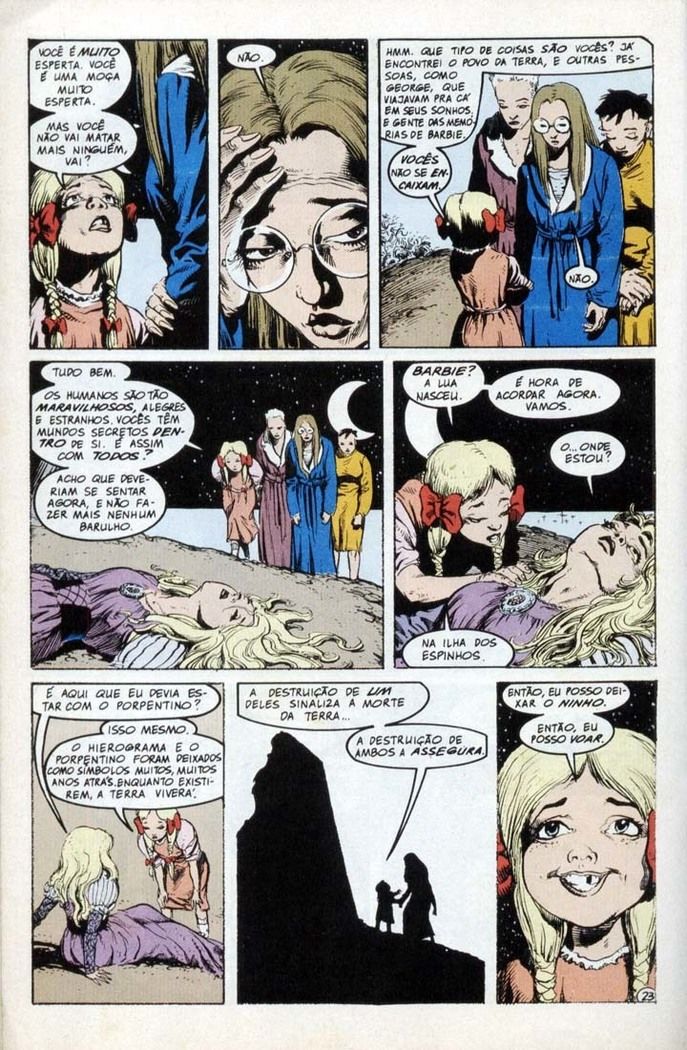 VOCÊ É MUITO
ESPERTA. VOCÊ
É UMA MOÇA
MUITO
ESPERTA.
MAS VOCÊ
NÃO VAI MATAR
MAIS NINGUÉM,
VAI?
NÃO.
HMM. QUE TIPO DE COISAS SÃO VOCÊS? JÁ
ENCONTREI O POVO DA TERRA, E OUTRAS PES-
SOAS, COMO
GEORGE, QUE
VIAJAVAM PRA CÁ
EM SEUS SONHOS.
E GENTE DAS MEMÓ-
RIAS DE BARBIE.
VOCÊS
NÃO SE EN-
CAIXAM.
NÃO.
TUDO BEM.
OS HUMANOS SÃO TÃO
MARAVILHOSOS, ALEGRES
E ESTRANHOS. VOCÊS TÊM
MUNDOS SECRETOS DEN-
TRO DE SI. É ASSIM
COM TODOS?
ACHO QUE DEVE-
RIAM SE SENTAR
AGORA, E NÃO FA-
ZER MAIS NENHUM
BARULHO.
BARBIE?
A LUA
NASCEU.
É HORA DE
ACORDAR AGORA.
VAMOS.
O... ONDE
ESTOU?
NA ILHA DOS
ESPINHOS.
É AQUI QUE EU DEVIA ES-
TAR COM O PORPENTINO?
ISSO MESMO.
O HIEROGRAMA E O
PORPENTINO FORAM DEIXADOS
COMO SÍMBOLOS MUITOS, MUITOS
ANOS ATRÁS. ENQUANTO EXISTI-
REM, A TERRA VIVERÁ.
A DESTRUIÇÃO DE UM
DELES SINALIZA A MORTE
DA TERRA...
A DESTRUIÇÃO DE
AMBOS A ASSEGURA.
ENTÃO, EU POSSO DEI-
XAR O NINHO.
ENTÃO, EU
POSSO VOAR.
23